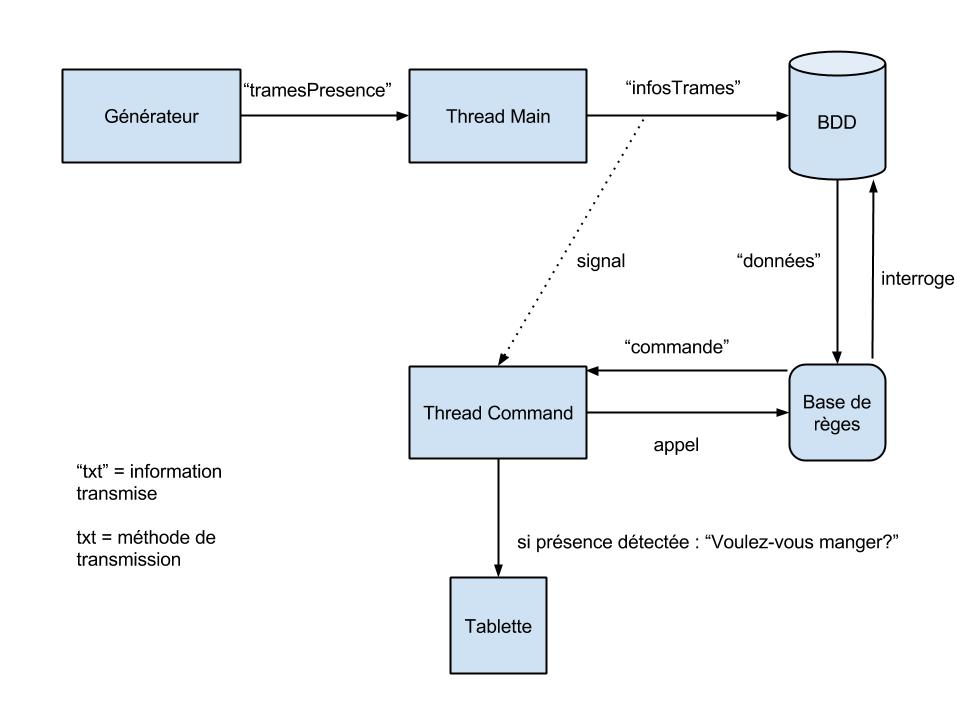 “tramesPresence”
“infosTrames”
Générateur
Thread Main
BDD
signal
“données”
interroge
“commande”
Thread Command
Base de
règes
appel
“txt” = information
transmise
txt = méthode de
transmission
si présence détectée : “Voulez-vous manger?”
Tablette